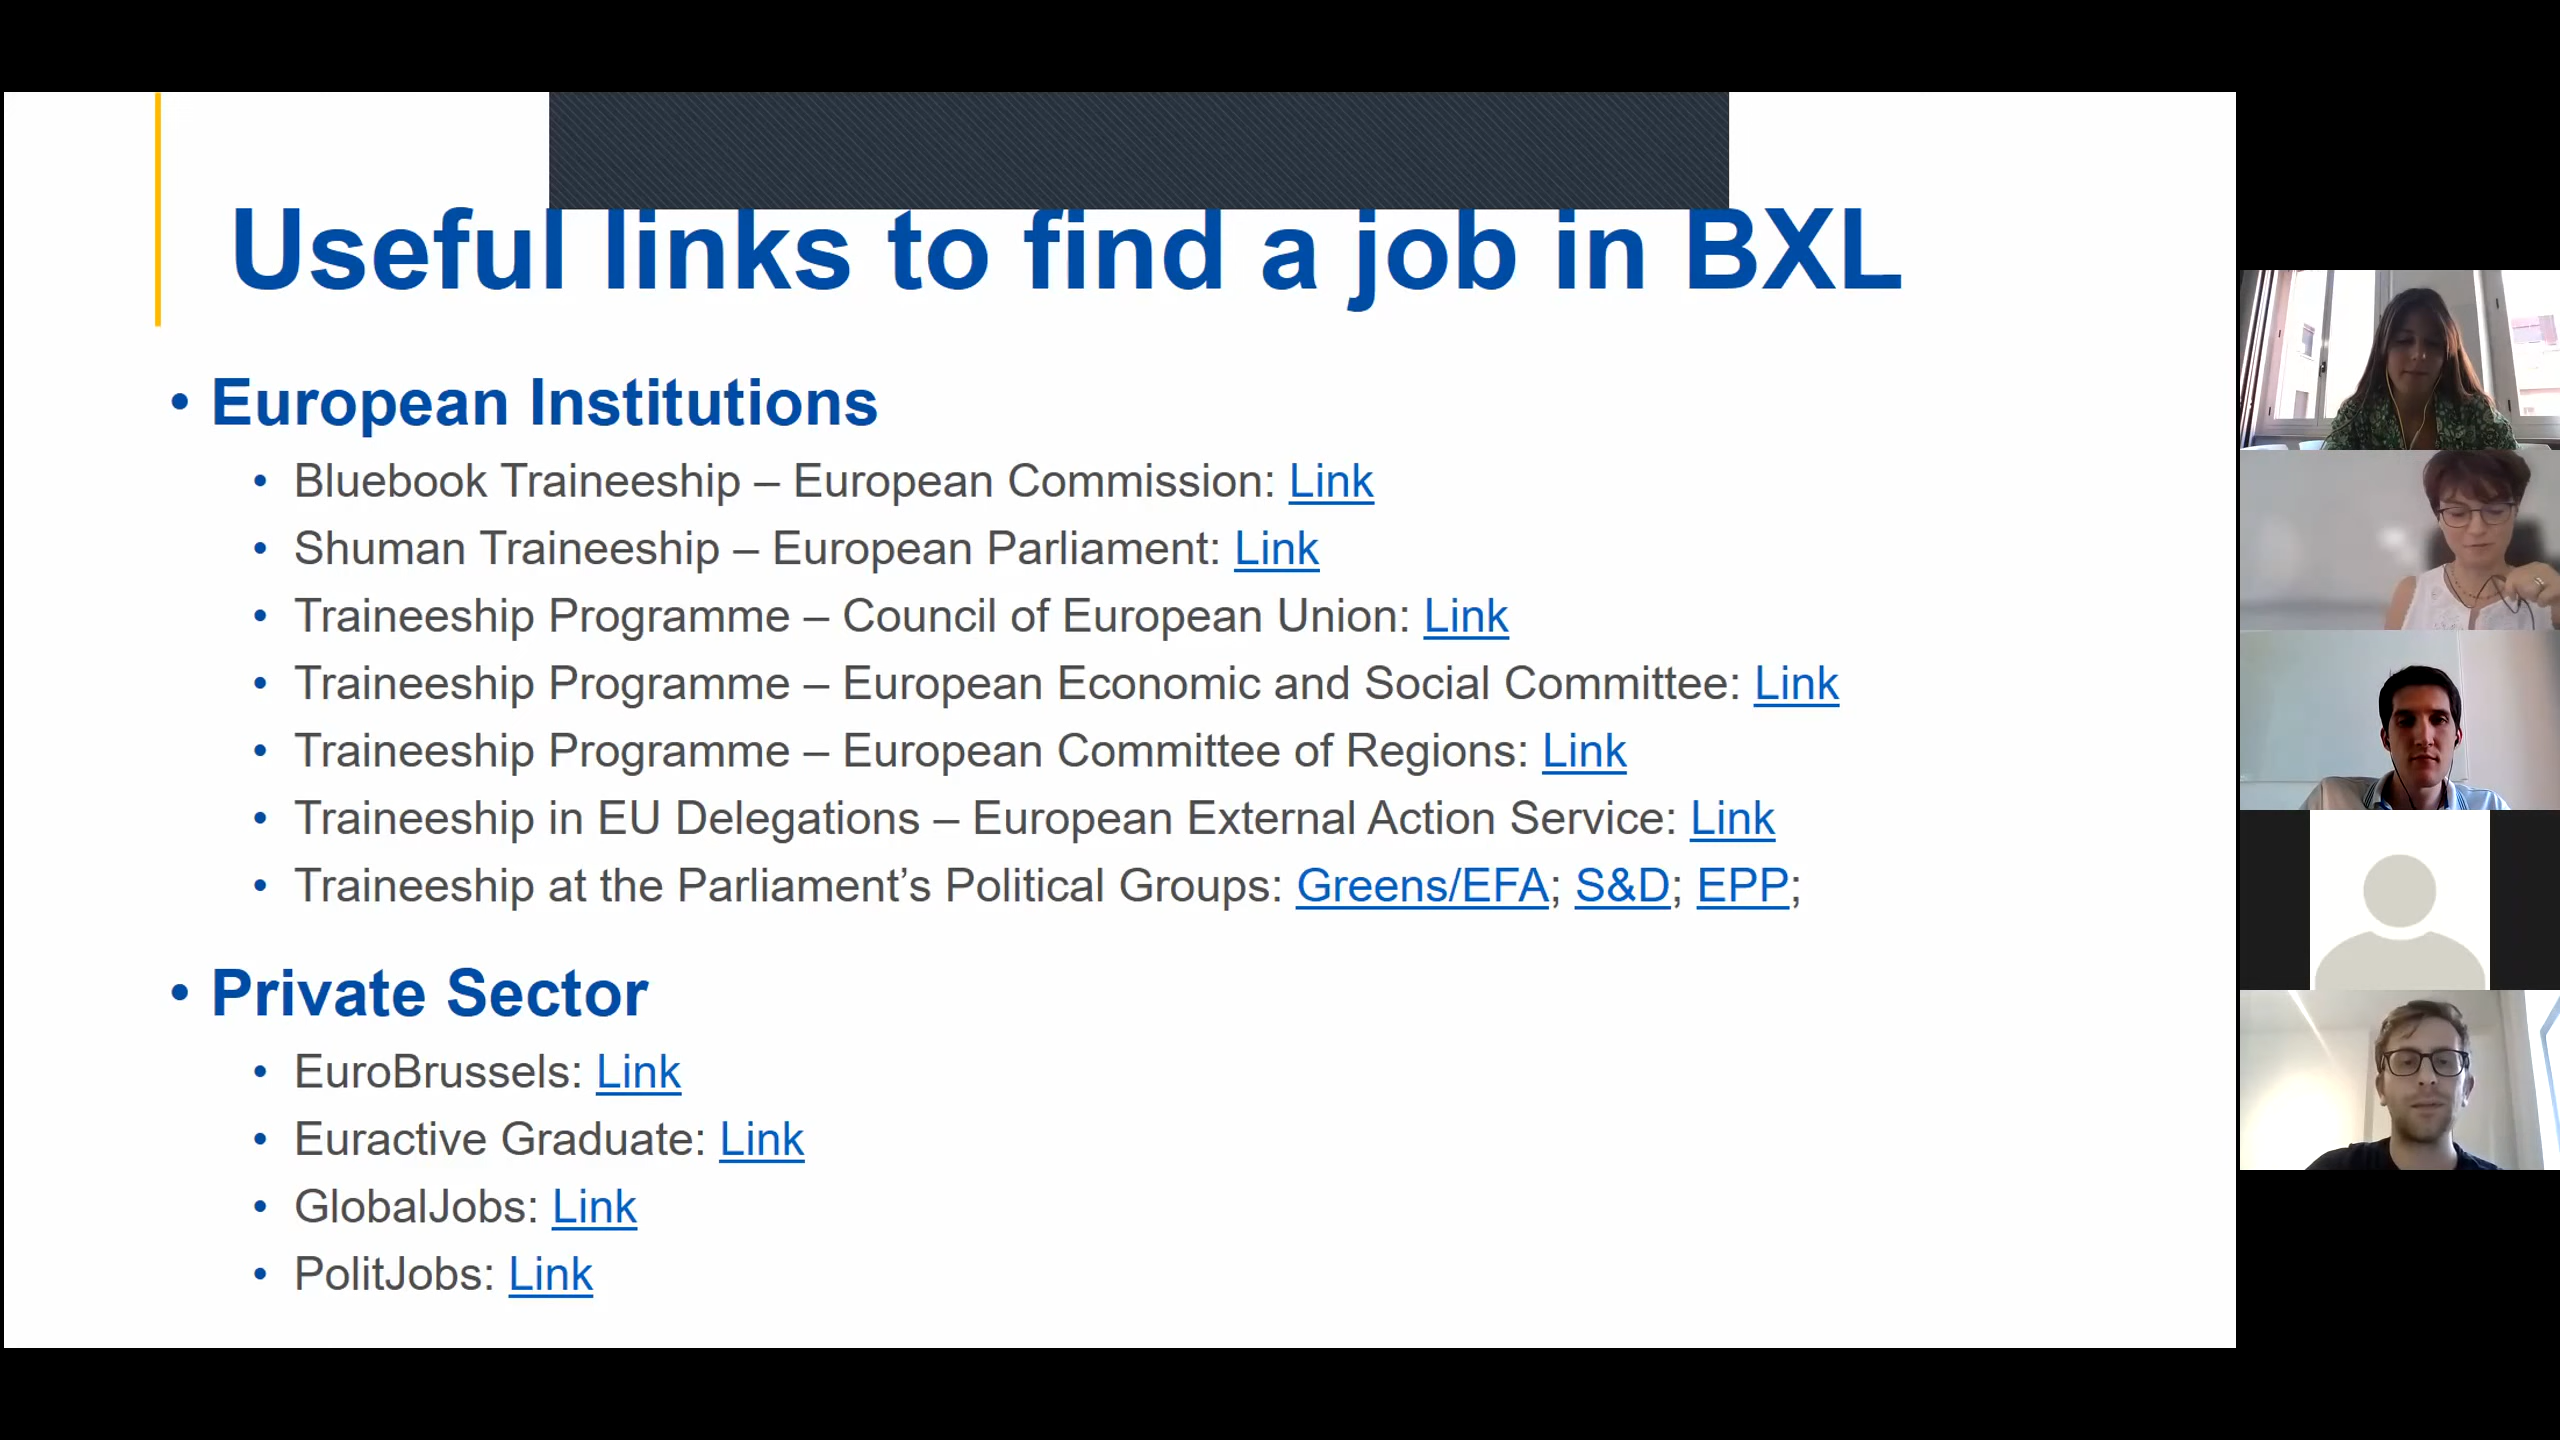 Useful links to find a job in BXL
• European Institutions
• Bluebook Traineeship – European Commission: Link
• Shuman Traineeship – European Parliament: Link
• Traineeship Programme – Council of European Union: Link
• Traineeship Programme – European Economic and Social Committee: Link
• Traineeship Programme – European Committee of Regions: Link
• Traineeship in EU Delegations – European External Action Service: Link
• Traineeship at the Parliament’s Political Groups: Greens/EFA; S&D; EPP;
• Private Sector
• EuroBrussels: Link
• Euractive Graduate: Link
• GlobalJobs: Link
• PolitJobs: Link